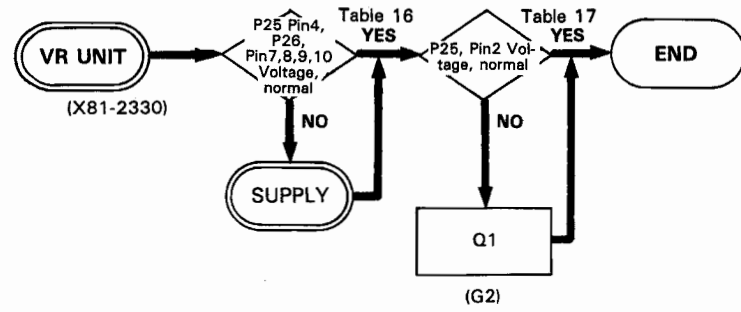 VR UNIT
(X81-2330)
P25 Pin4,
P26,
Pin7,8,9,10
Voltage,
normal
Table 16
YES
NO
SUPPLY
P25, Pin2 Vol-
tage, normal
Table 17
YES
NO
Q1
(G2)
END